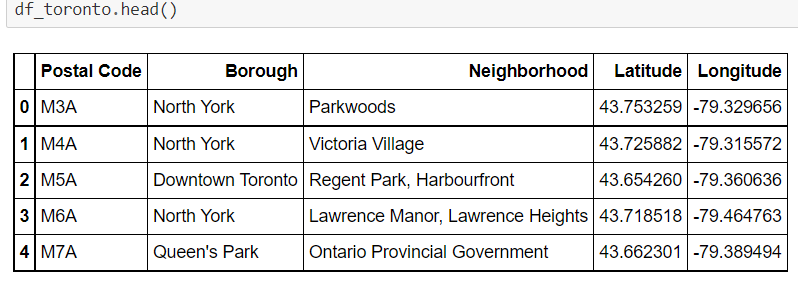 df_toronto.head()
Postal Code Borough Neighborhood Latitude Longitude
0 M3A North York Parkwoods 43.753259 -79.329656
1 M4A North York Victoria Village 43.725882 -79.315572
2 M5A Downtown Toronto Regent Park, Harbourfront 43.654260 -79.360636
3 M6A North York Lawrence Manor, Lawrence Heights 43.718518 -79.464763
4 M7A Queen's Park Ontario Provincial Government 43.662301 -79.389494